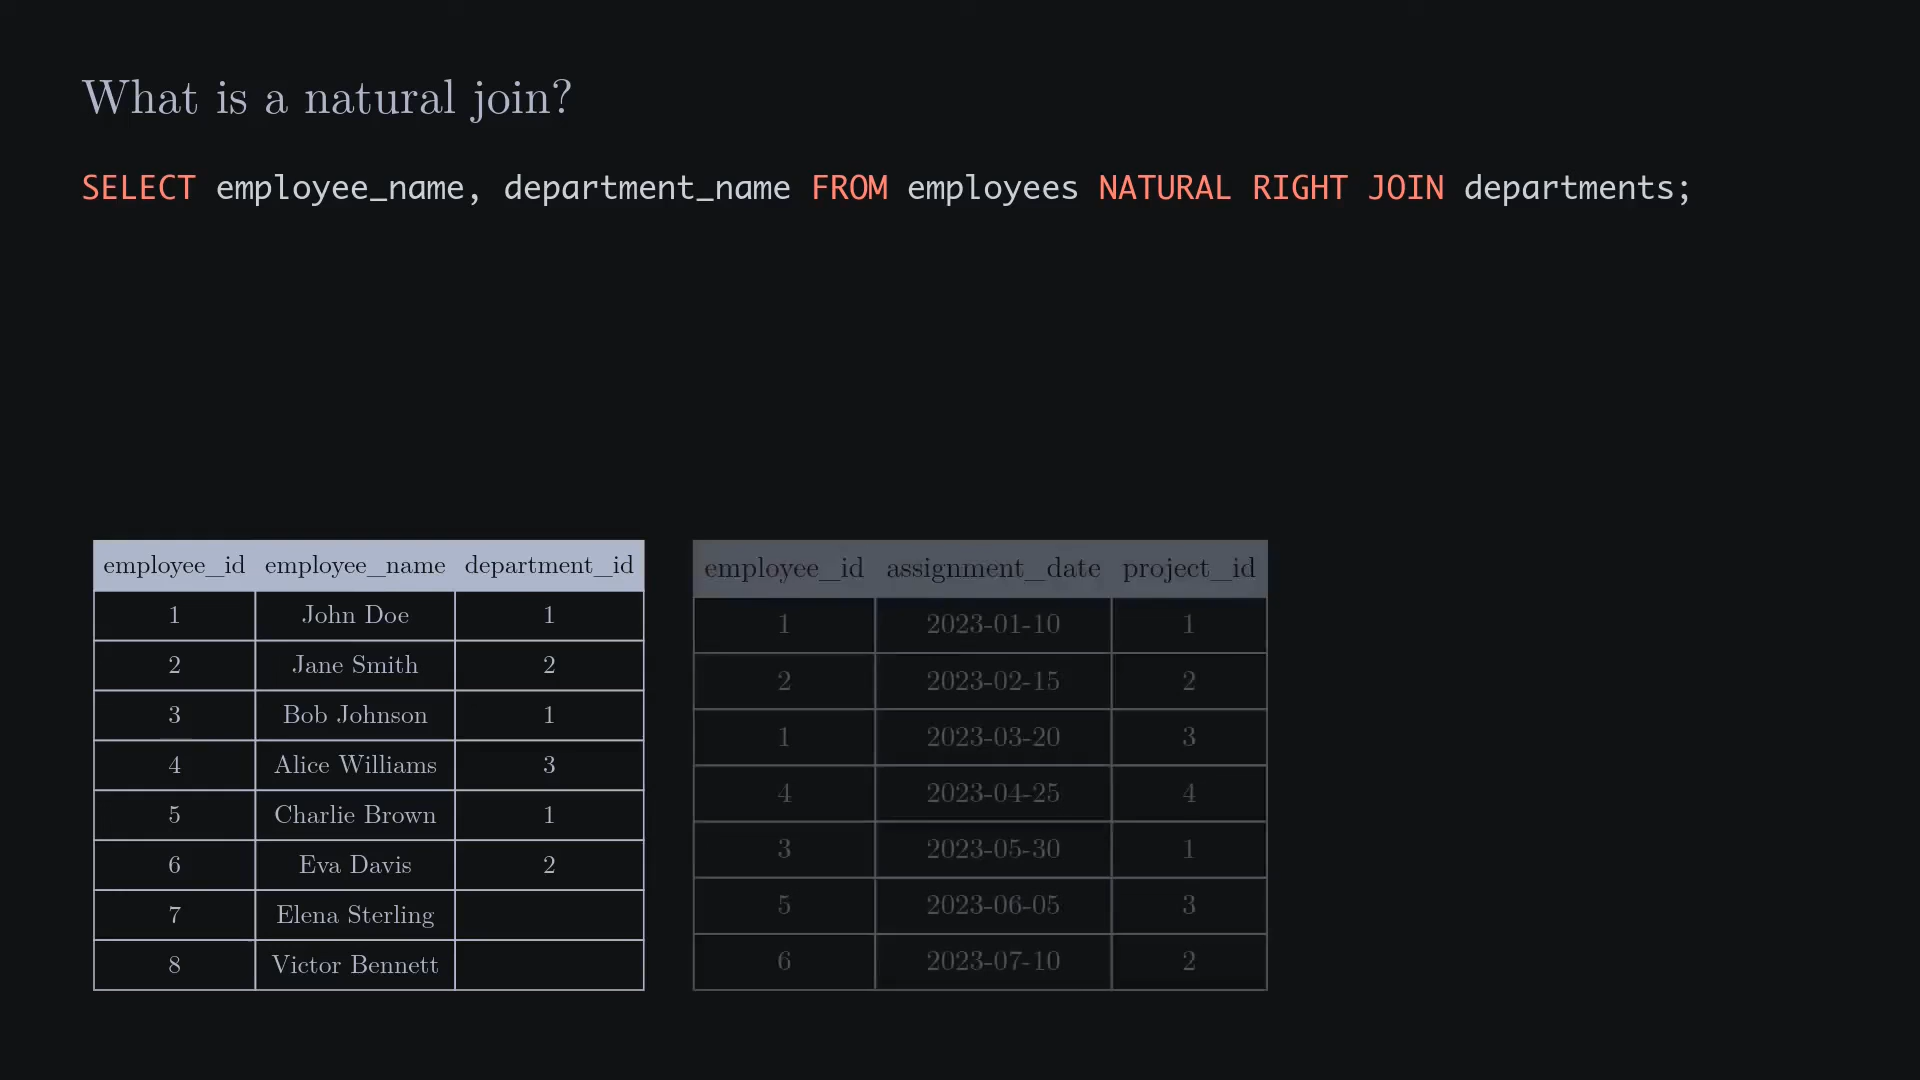 What is a natural join?
SELECT employee_name, department_name FROM employees NATURAL RIGHT JOIN departments;
employee_id employee_name department_id
1 John Doe 1
2 Jane Smith 2
3 Bob Johnson 1
4 Alice Williams 3
5 Charlie Brown 1
6 Eva Davis 2
7 Elena Sterling
8 Victor Bennett
employee_id assignment_date project_id
1 2023-01-10 1
2 2023-02-15 2
1 2023-03-20 3
4 2023-04-25 4
3 2023-05-30 1
5 2023-06-05 3
6 2023-07-10 2